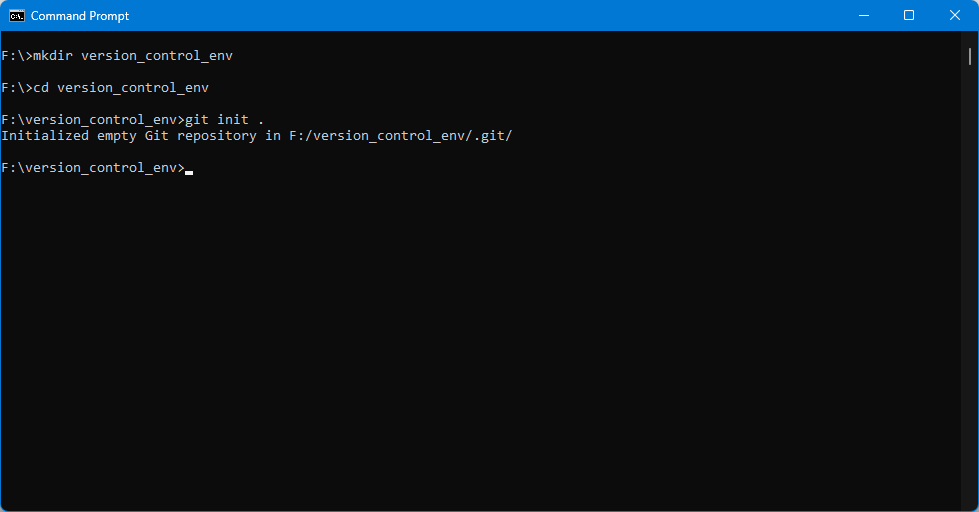 Command Prompt
F:\>mkdir version_control_env
F:\>cd version_control_env
F:\version_control_env>git init .
Initialized empty Git repository in F:/version_control_env/.git/
F:\version_control_env>